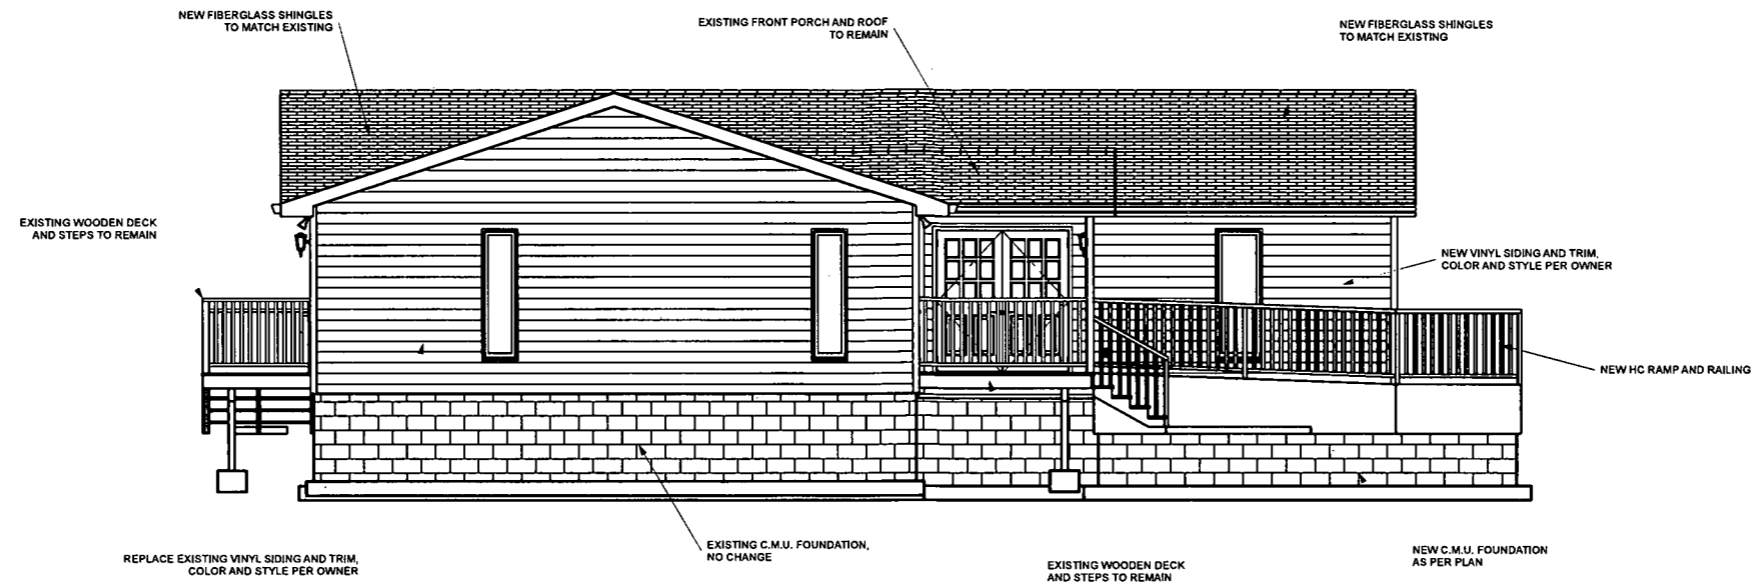 NEW FIBERGLASS SHINGLES
TO MATCH EXISTING
EXISTING FRONT PORCH AND ROOF
TO REMAIN
NEW FIBERGLASS SHINGLES
TO MATCH EXISTING
EXISTING WOODEN DECK
AND STEPS TO REMAIN
NEW VINYL SIDING AND TRIM,
COLOR AND STYLE PER OWNER
NEW HC RAMP AND RAILING
REPLACE EXISTING VINYL SIDING AND TRIM,
COLOR AND STYLE PER OWNER
EXISTING C.M.U. FOUNDATION,
NO CHANGE
EXISTING WOODEN DECK
AND STEPS TO REMAIN
NEW C.M.U. FOUNDATION
AS PER PLAN